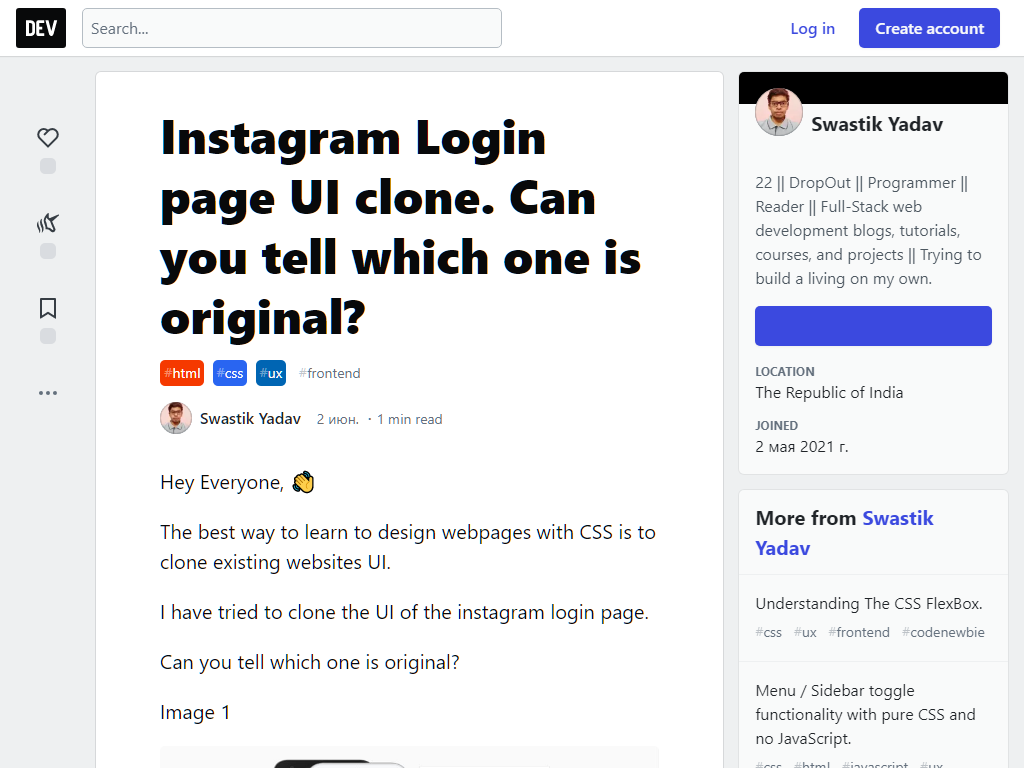 DEV
Search...
Log in
Create account
Instagram Login
page UI clone. Can
you tell which one is
original?
#html #css #ux #frontend
Swastik Yadav 2 июн. · 1 min read
Hey Everyone, 👋
The best way to learn to design webpages with CSS is to
clone existing websites UI.
I have tried to clone the UI of the instagram login page.
Can you tell which one is original?
Image 1
Swastik Yadav
22 || DropOut || Programmer ||
Reader || Full-Stack web
development blogs, tutorials,
courses, and projects || Trying to
build a living on my own.
LOCATION
The Republic of India
JOINED
2 мая 2021 г.
More from Swastik
Yadav
Understanding The CSS FlexBox.
#css #ux #frontend #codenewbie
Menu / Sidebar toggle
functionality with pure CSS and
no JavaScript.
#css #html #javascript #ux